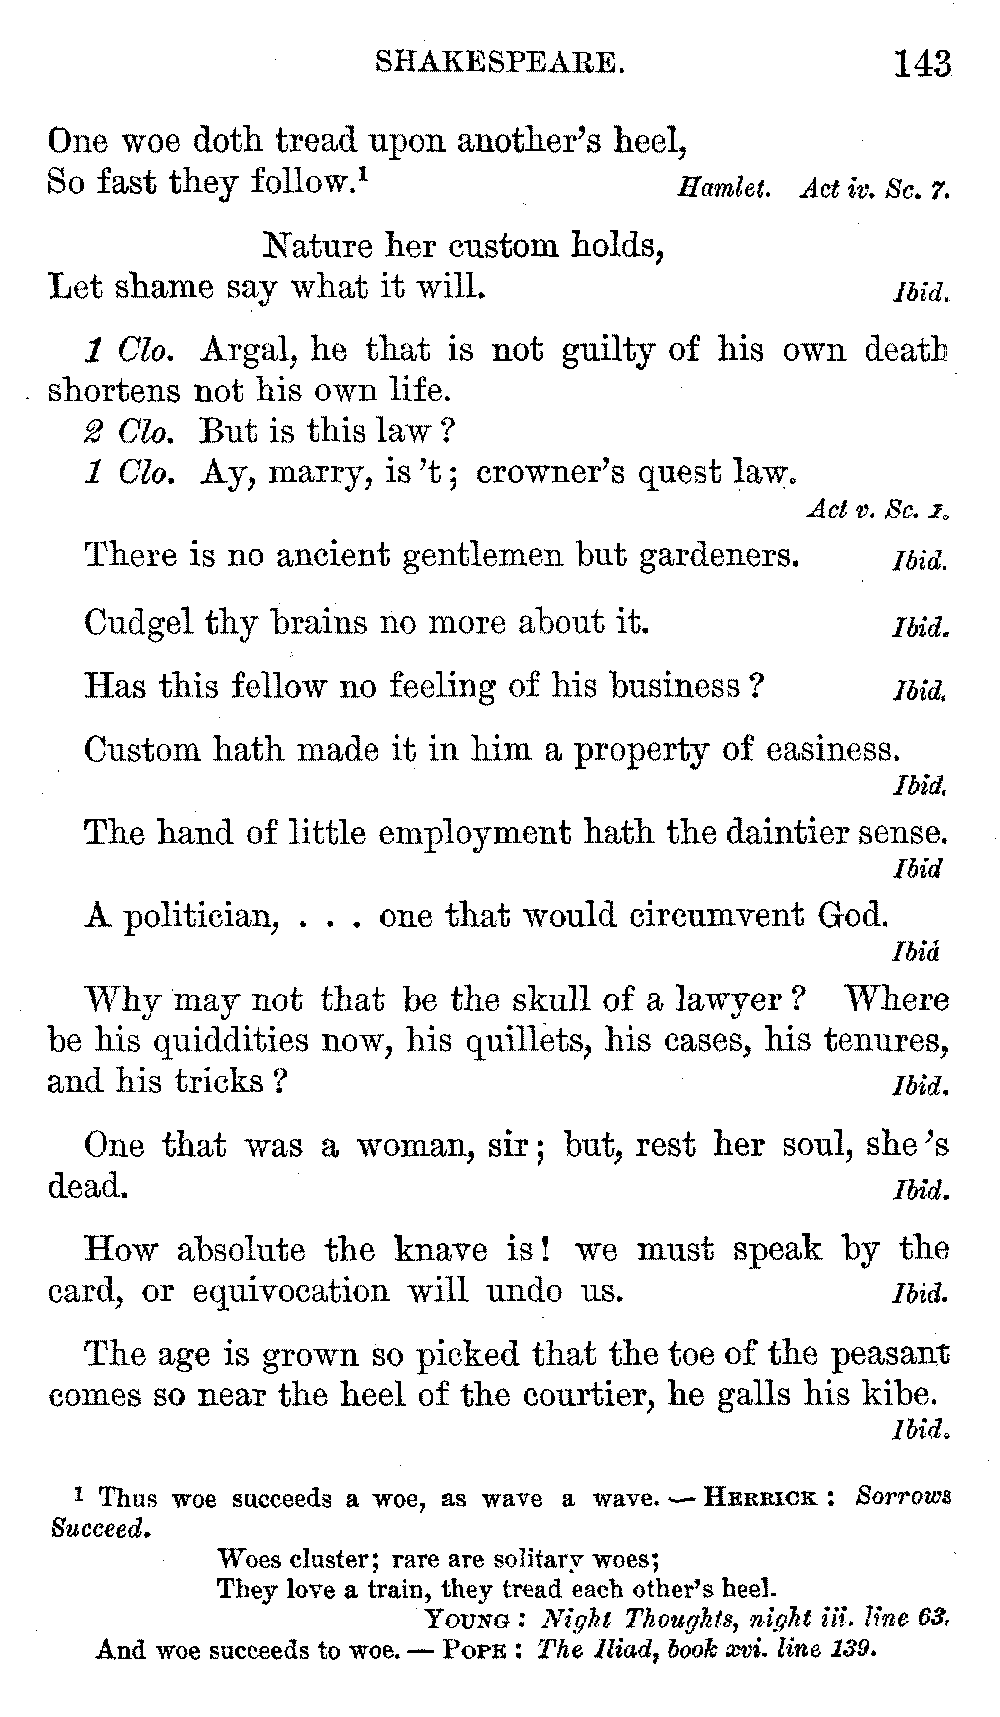 SHAKESPEARE. 143
One woe doth tread upon another's heel,
So fast they follow.¹ Hamlet. Act iv. Sc. 7.
Nature her custom holds,
Let shame say what it will. Ibid.
1 Clo. Argal, he that is not guilty of his own death
shortens not his own life.
2 Clo. But is this law?
1 Clo. Ay, marry, is 't; crowner's quest law.
Act v. Sc. 1.
There is no ancient gentlemen but gardeners. Ibid.
Cudgel thy brains no more about it. Ibid.
Has this fellow no feeling of his business? Ibid.
Custom hath made it in him a property of easiness.
Ibid.
The hand of little employment hath the daintier sense.
Ibid
A politician, . . . one that would circumvent God.
Ibid
Why may not that be the skull of a lawyer? Where
be his quiddities now, his quillets, his cases, his tenures,
and his tricks? Ibid.
One that was a woman, sir; but, rest her soul, she 's
dead. Ibid.
How absolute the knave is! we must speak by the
card, or equivocation will undo us. Ibid.
The age is grown so picked that the toe of the peasant
comes so near the heel of the courtier, he galls his kibe.
Ibid.
¹ Thus woe succeeds a woe, as wave a wave. — HERRICK: Sorrows
Succeed.
Woes cluster; rare are solitary woes;
They love a train, they tread each other's heel.
YOUNG: Night Thoughts, night iii. line 63.
And woe succeeds to woe. — POPE: The Iliad, book xvi. line 139.